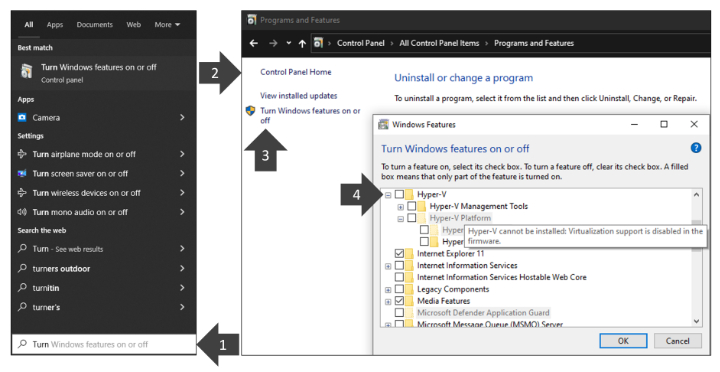 All Apps Documents Web More
Best match
Turn Windows features on or off
Control panel
Apps
Camera
Settings
Turn airplane mode on or off
Turn screen saver on or off
Turn wireless devices on or off
Turn mono audio on or off
Search the web
Turn - See web results
turners outdoor
turnitin
turner's
Turn Windows features on or off
1
2
3
4
Programs and Features
Control Panel > All Control Panel Items > Programs and Features
Control Panel Home
View installed updates
Turn Windows features on or
off
Uninstall or change a program
To uninstall a program, select it from the list and then click Uninstall, Change, or Repair.
Windows Features
Turn Windows features on or off
To turn a feature on, select its check box. To turn a feature off, clear its check box. A filled
box means that only part of the feature is turned on.
Hyper-V
Hyper-V Management Tools
Hyper-V Platform
Hyper
Hyper
Hyper-V cannot be installed: Virtualization support is disabled in the
firmware.
Internet Explorer 11
Internet Information Services
Internet Information Services Hostable Web Core
Legacy Components
Media Features
Microsoft Defender Application Guard
Microsoft Message Queue (MSMQ) Server
OK Cancel